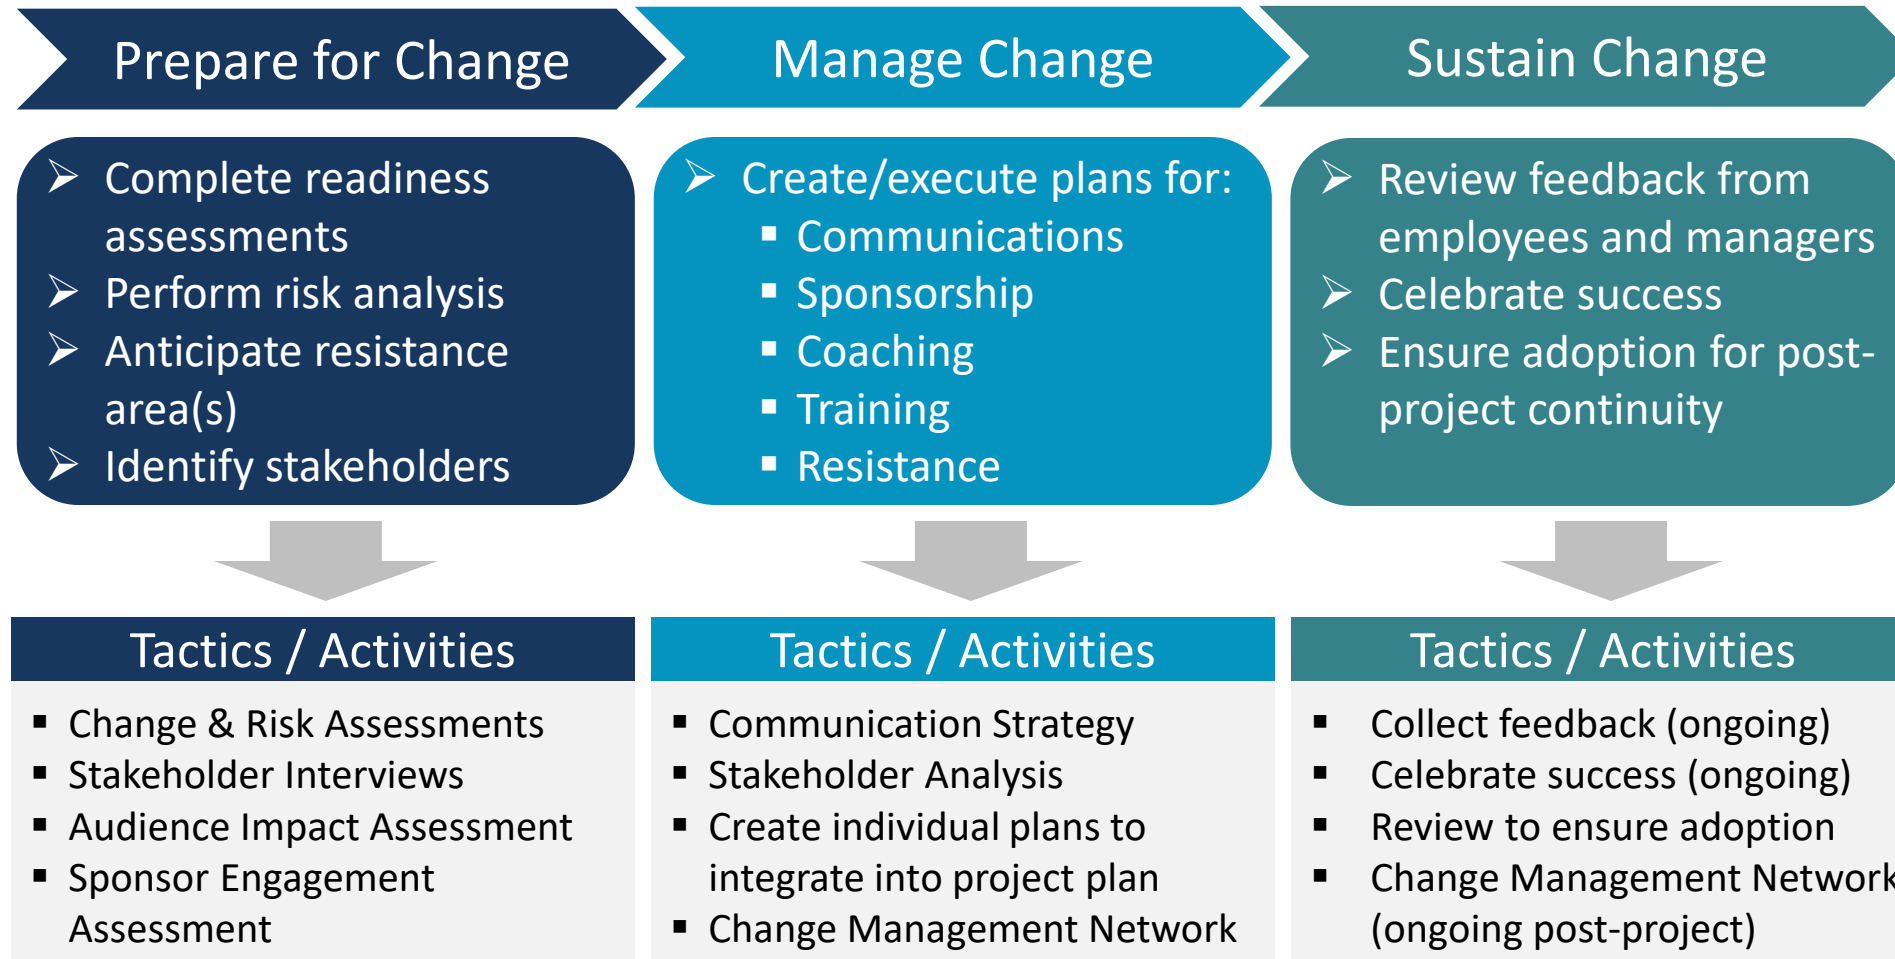 Prepare for Change
Manage Change
Sustain Change
Complete readiness
assessments
Perform risk analysis
Anticipate resistance
area(s)
Identify stakeholders
Create/execute plans for:
Communications
Sponsorship
Coaching
Training
Resistance
Review feedback from
employees and managers
Celebrate success
Ensure adoption for post-
project continuity
Tactics / Activities
Change & Risk Assessments
Stakeholder Interviews
Audience Impact Assessment
Sponsor Engagement
Assessment
Tactics / Activities
Communication Strategy
Stakeholder Analysis
Create individual plans to
integrate into project plan
Change Management Network
Tactics / Activities
Collect feedback (ongoing)
Celebrate success (ongoing)
Review to ensure adoption
Change Management Network
(ongoing post-project)